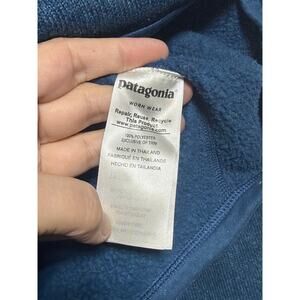 patagonia
WORN WEAR
Repair, Reuse, Recycle
This Product
www.patagonia.com
100% POLYESTER
EXCLUSIVE OF TRIM
MADE IN THAILAND
FABRIQUÉ EN THAÏLANDE
HECHO EN TAILANDIA